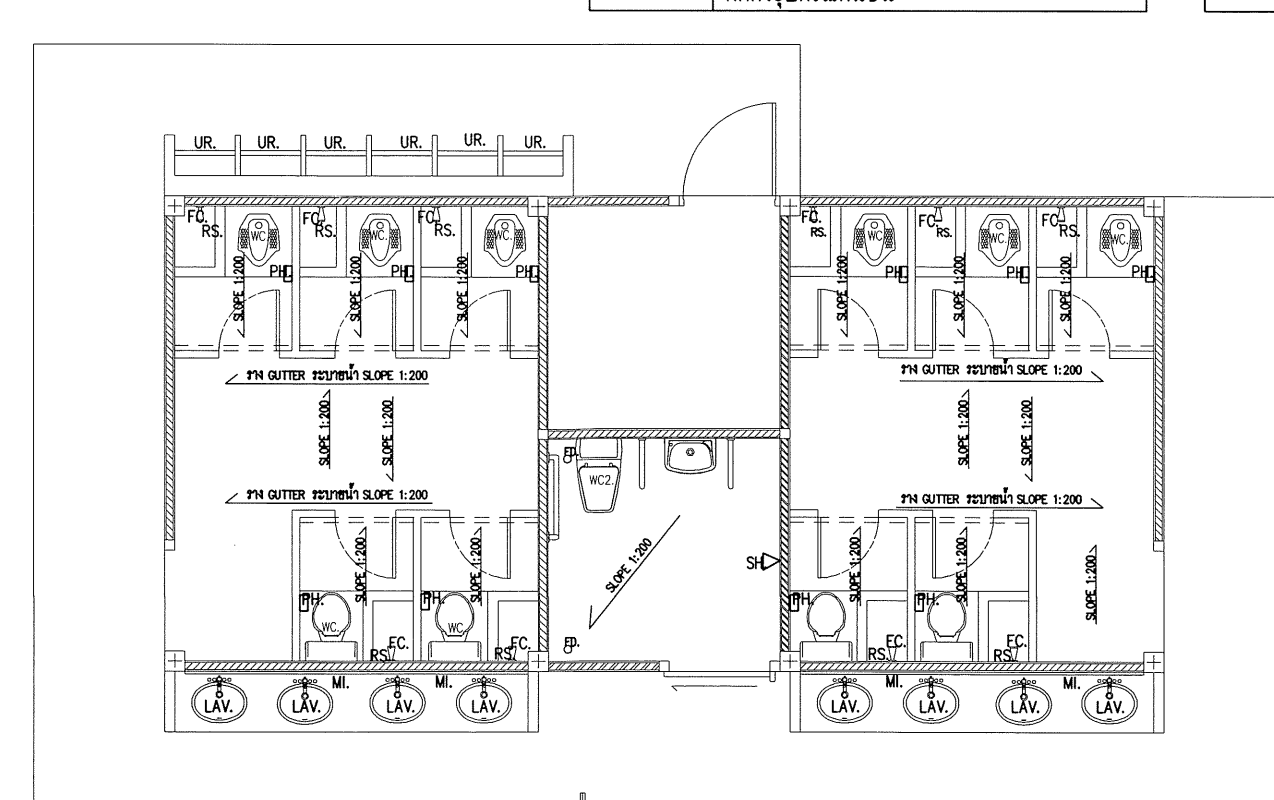 UR. UR. UR. UR. UR. UR.
FC. FC. FC. FC. FC. FC.
RS. RS. RS. RS. RS. RS.
WC. WC. WC. WC. WC. WC.
PH. PH. PH. PH. PH. PH.
SLOPE 1:200 SLOPE 1:200 SLOPE 1:200 SLOPE 1:200 SLOPE 1:200 SLOPE 1:200
ราง GUTTER ระบายน้ำ SLOPE 1:200 ราง GUTTER ระบายน้ำ SLOPE 1:200
SLOPE 1:200 SLOPE 1:200 SLOPE 1:200 SLOPE 1:200
FD.
WC2.
ราง GUTTER ระบายน้ำ SLOPE 1:200 ราง GUTTER ระบายน้ำ SLOPE 1:200
SLOPE 1:200 SLOPE 1:200 SLOPE 1:200 SLOPE 1:200 SLOPE 1:200 SLOPE 1:200
SH.
PH. PH. PH. PH.
WC. WC.
FC. FC. FD. FC. FC.
RS. RS. RS. RS.
MI. MI. MI. MI.
LAV. LAV. LAV. LAV. LAV. LAV. LAV. LAV.